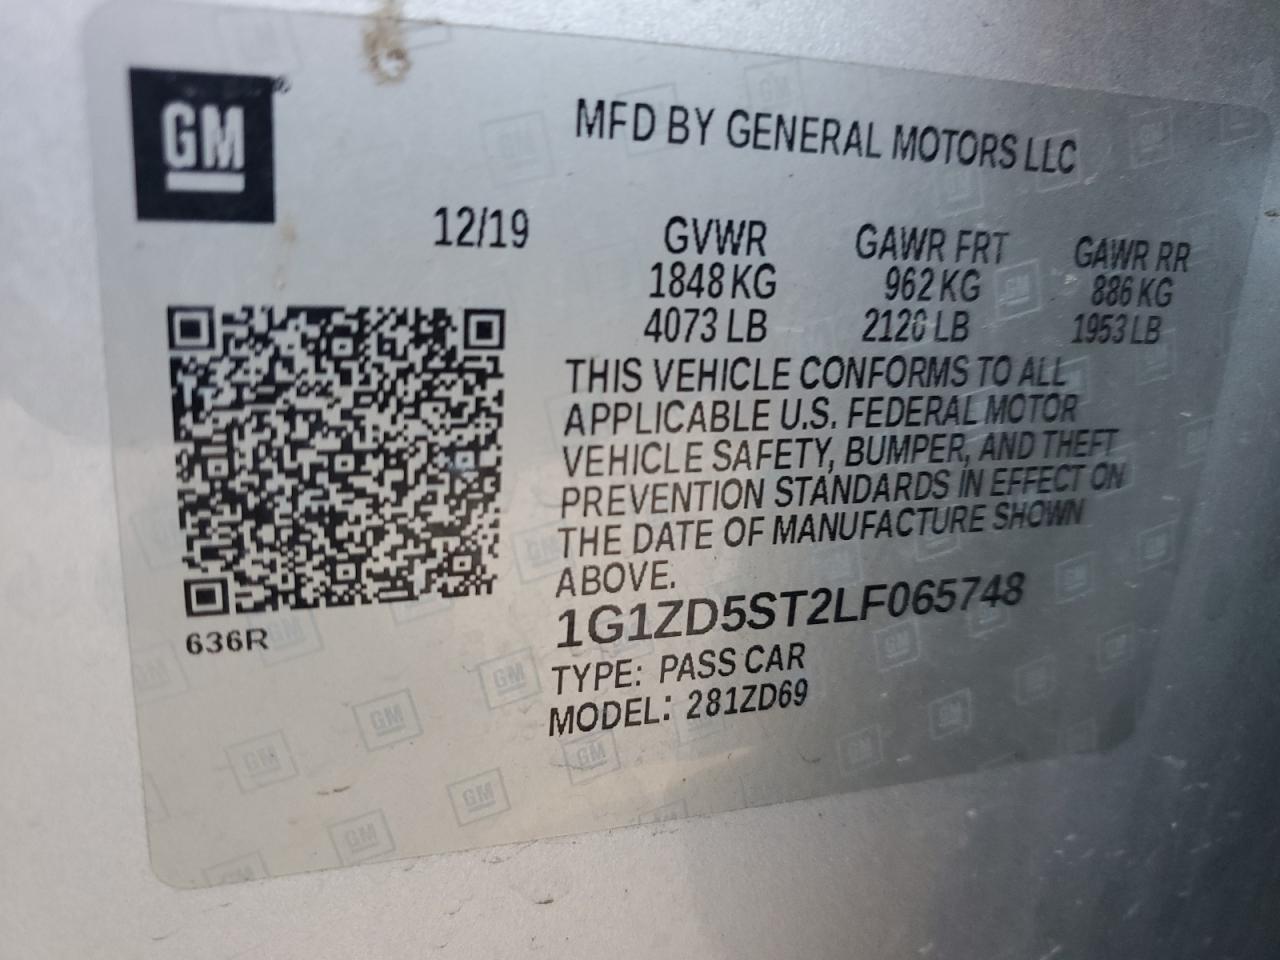 GM
MFD BY GENERAL MOTORS LLC
12/19
GVWR GAWR FRT GAWR RR
1848 KG 962 KG 886 KG
4073 LB 2120 LB 1953 LB
THIS VEHICLE CONFORMS TO ALL
APPLICABLE U.S. FEDERAL MOTOR
VEHICLE SAFETY, BUMPER, AND THEFT
PREVENTION STANDARDS IN EFFECT ON
THE DATE OF MANUFACTURE SHOWN
ABOVE.
1G1ZD5ST2LF065748
TYPE: PASS CAR
MODEL: 281ZD69
636R